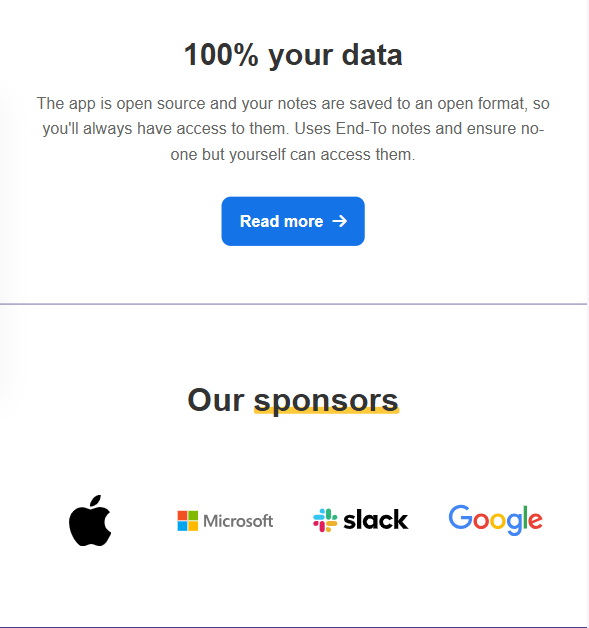 100% your data
The app is open source and your notes are saved to an open format, so
you'll always have access to them. Uses End-To notes and ensure no-
one but yourself can access them.
Read more →
Our sponsors
Microsoft slack Google